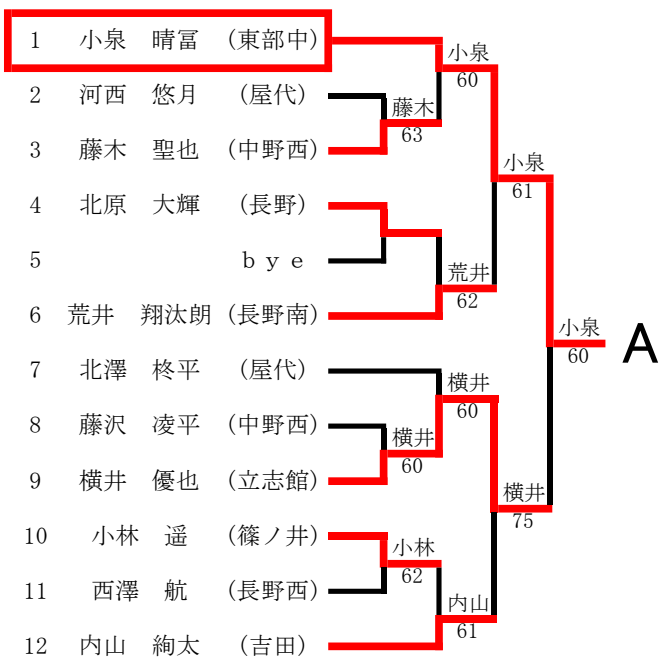 1 小泉 晴冨 (東部中)
小泉
60
2 河西 悠月 (屋代)
藤木
63
3 藤木 聖也 (中野西)
小泉
61
4 北原 大輝 (長野)
5 bye
荒井
62
6 荒井 翔汰朗 (長野南)
小泉
60
A
7 北澤 柊平 (屋代)
横井
60
8 藤沢 凌平 (中野西)
横井
60
9 横井 優也 (立志館)
横井
75
10 小林 遥 (篠ノ井)
小林
62
11 西澤 航 (長野西)
内山
61
12 内山 絢太 (吉田)